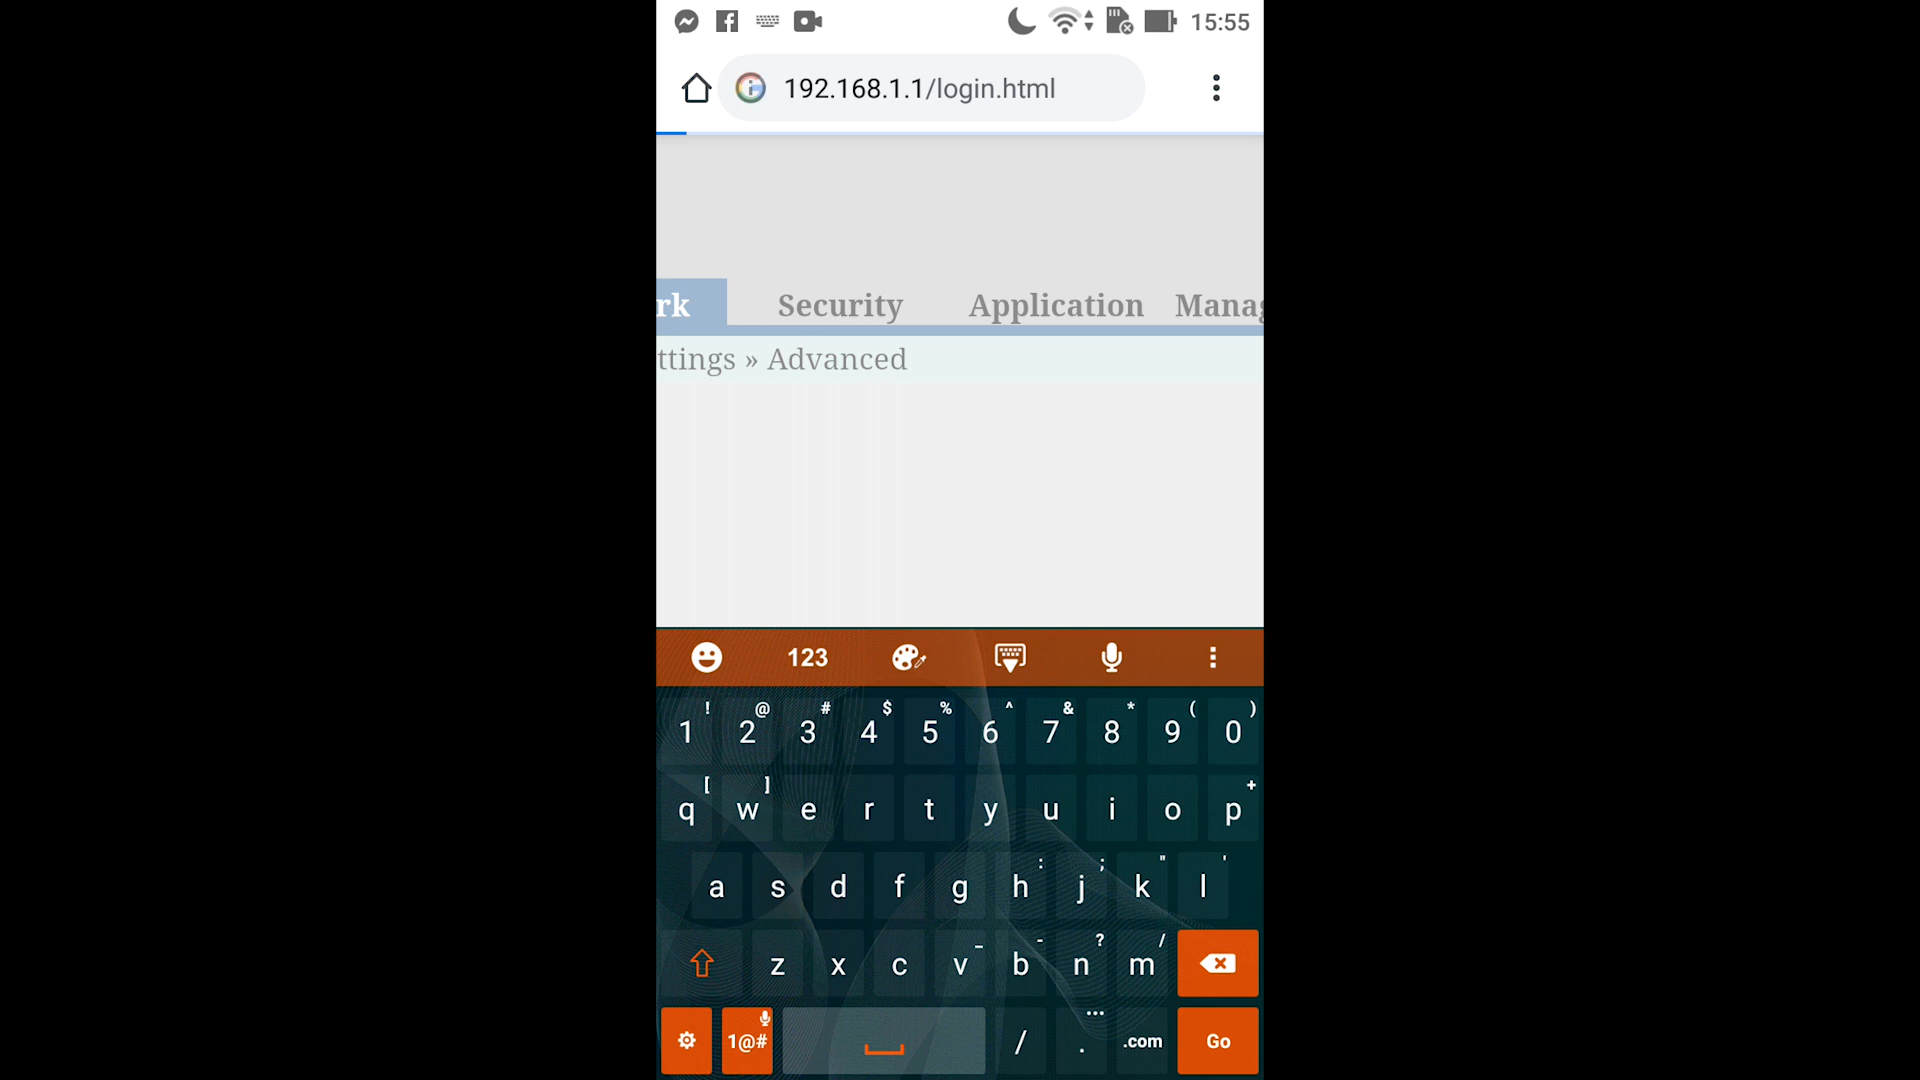 15:55
192.168.1.1/login.html
rk Security Application Manag
ttings » Advanced
123
! @ # $ % ^ & * ( )
1 2 3 4 5 6 7 8 9 0
[ ] +
q w e r t y u i o p
: ; " '
a s d f g h j k l
_ - ? /
z x c v b n m
1@# / . ... .com Go